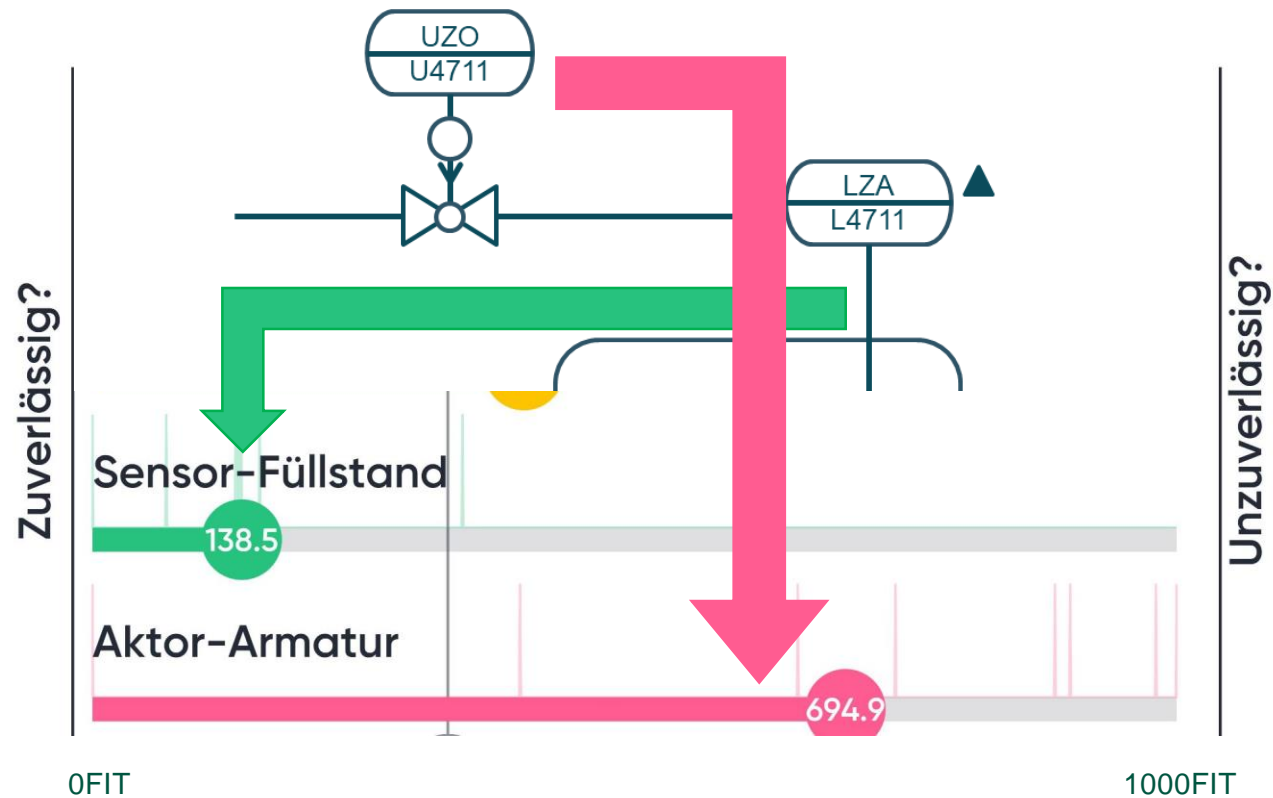 UZO
U4711
LZA
L4711
Zuverlässig?
Unzuverlässig?
Sensor-Füllstand
138.5
Aktor-Armatur
694.9
0FIT
1000FIT